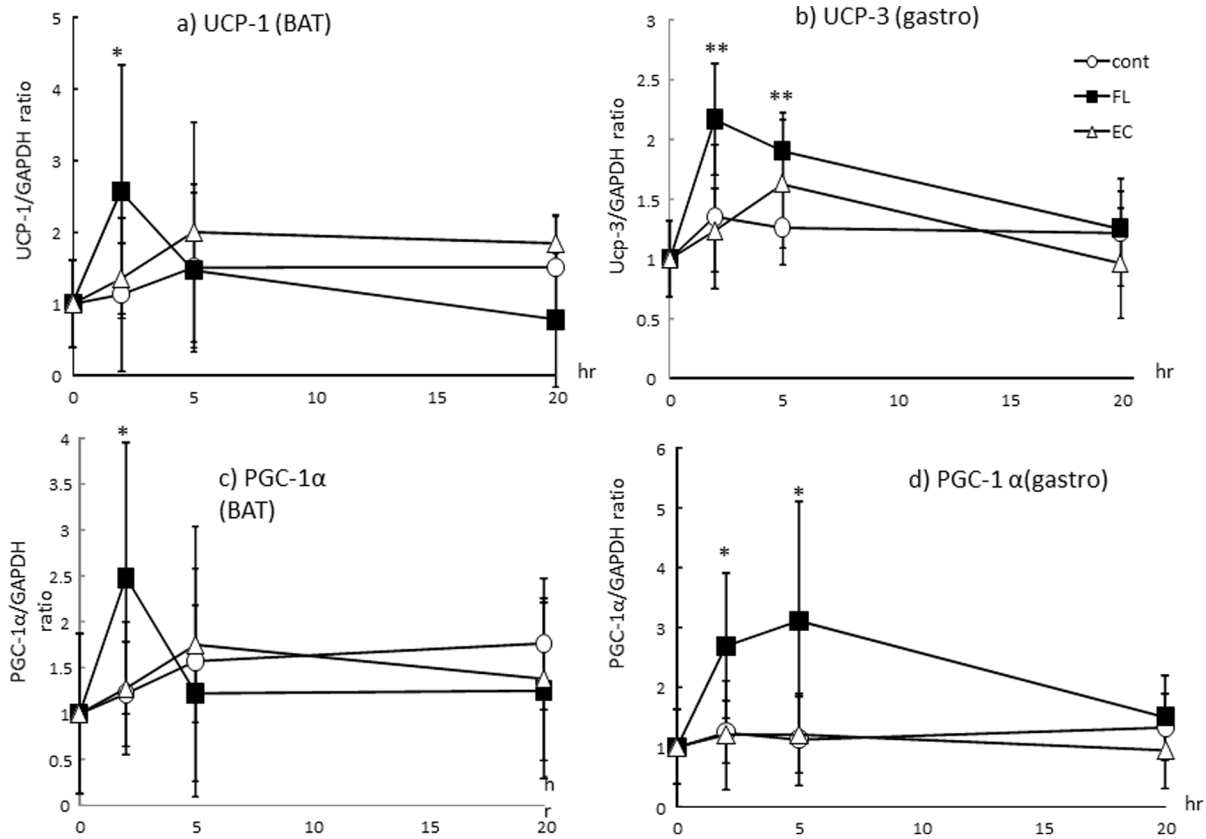 a) UCP-1 (BAT)
UCP-1/GAPDH ratio
5
4
3
2
1
0
*
0 5 10 15 20
hr
b) UCP-3 (gastro)
Ucp-3/GAPDH ratio
3
2.5
2
1.5
1
0.5
0
**
**
cont
FL
EC
0 5 10 15 20
hr
c) PGC-1α
(BAT)
PGC-1α/GAPDH
ratio
4
3.5
3
2.5
2
1.5
1
0.5
0
*
0 5 10 15 20
h
r
d) PGC-1 α(gastro)
PGC-1α/GAPDH ratio
6
5
4
3
2
1
0
*
*
0 5 10 15 20
hr